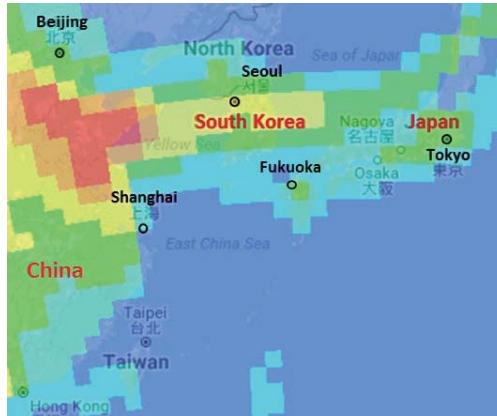 Beijing
北京
North Korea
Sea of Japan
Seoul
서울
South Korea
Yellow Sea
Nagoya
名古屋
Japan
Tokyo
東京
Fukuoka
Osaka
大阪
Shanghai
上海
East China Sea
China
Taipei
台北
Taiwan
Hong Kong